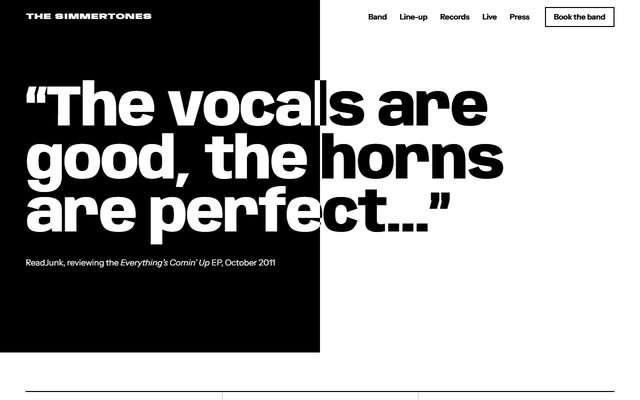 THE SIMMERTONES
Band Line-up Records Live Press Book the band
“The vocals are
good, the horns
are perfect...”
ReadJunk, reviewing the Everything’s Comin’ Up EP, October 2011